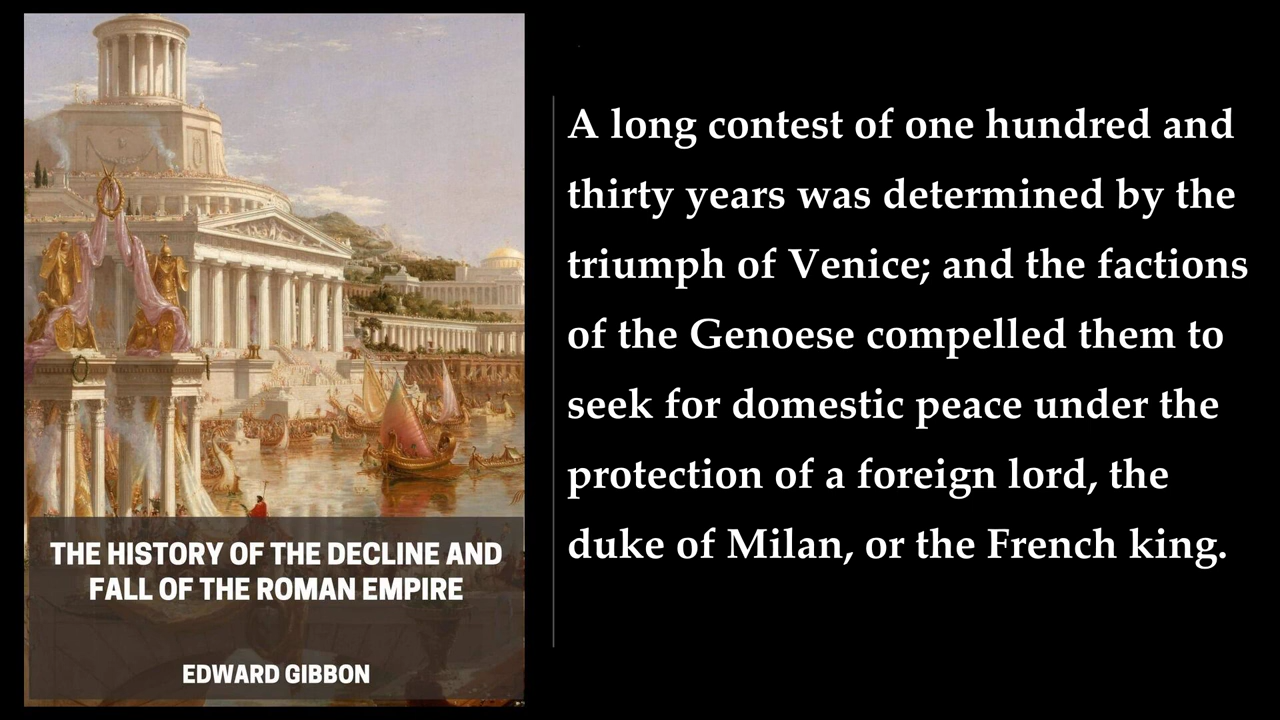 THE HISTORY OF THE DECLINE AND
FALL OF THE ROMAN EMPIRE
EDWARD GIBBON
A long contest of one hundred and
thirty years was determined by the
triumph of Venice; and the factions
of the Genoese compelled them to
seek for domestic peace under the
protection of a foreign lord, the
duke of Milan, or the French king.